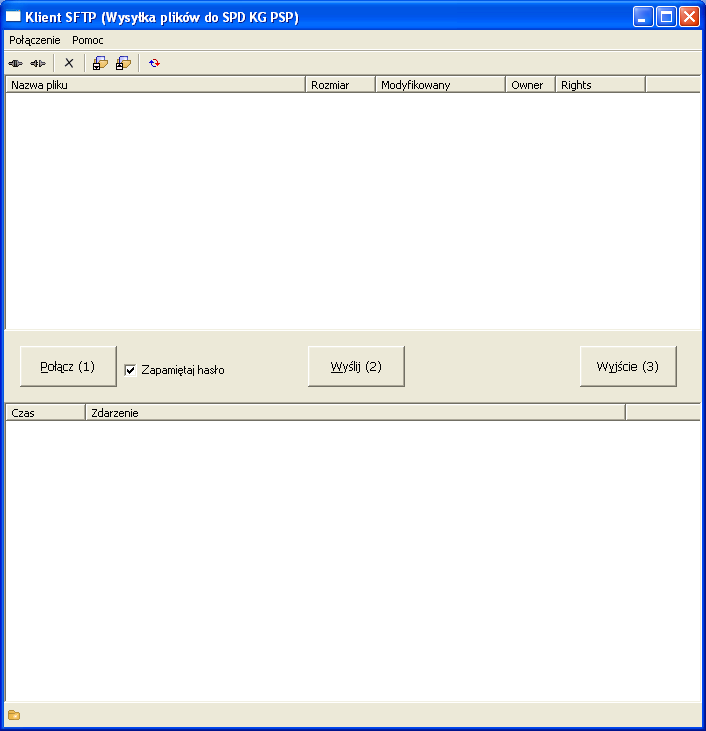 Klient SFTP (Wysyłka plików do SPD KG PSP)
Połączenie Pomoc
Nazwa pliku Rozmiar Modyfikowany Owner Rights
Połącz (1) Zapamiętaj hasło Wyślij (2) Wyjście (3)
Czas Zdarzenie